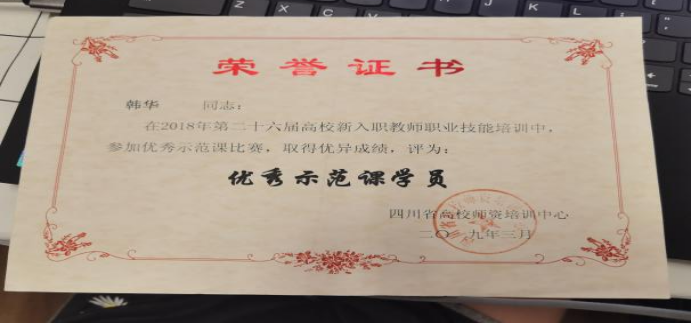 荣誉证书
韩华 同志:
在2018年第二十六届高校新入职教师职业技能培训中,
参加优秀示范课比赛,取得优异成绩,评为:
优秀示范课学员
四川省高校师资培训中心
二〇一九年三月